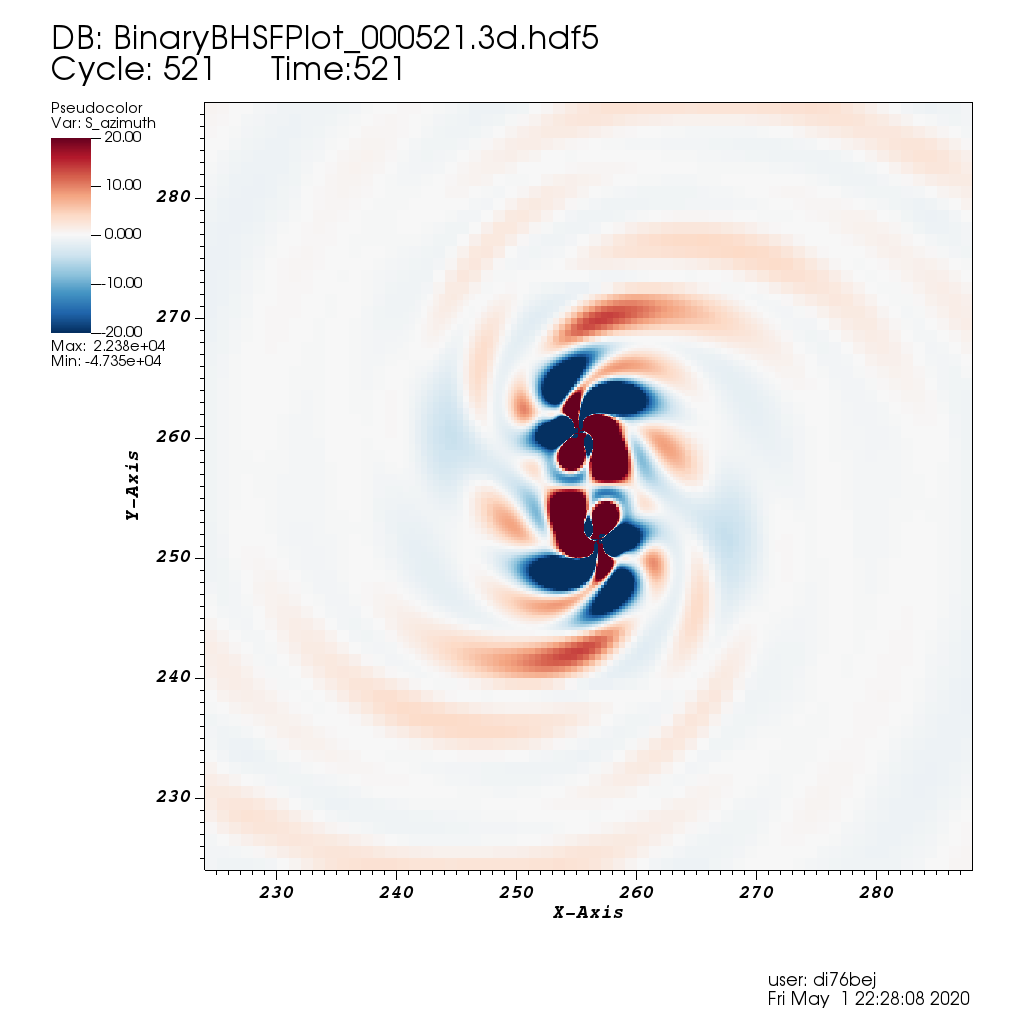 DB: BinaryBHSFPlot_000521.3d.hdf5
Cycle: 521 Time:521
Pseudocolor
Var: S_azimuth
20.00
10.00
0.000
-10.00
-20.00
Max: 2.238e+04
Min: -4.735e+04
280
270
260
250
240
230
Y-Axis
230 240 250 260 270 280
X-Axis
user: di76bej
Fri May 1 22:28:08 2020